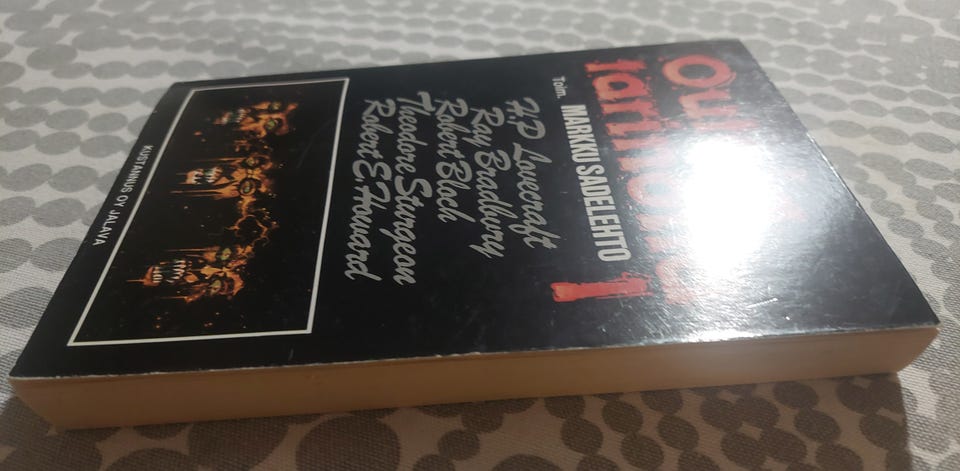 Toim. MARKKU SADELEHTO 1
H.P. Lovecraft
Ray Bradbury
Robert Bloch
Theodore Sturgeon
Robert E. Howard
KUSTANNUS OY JALAVA